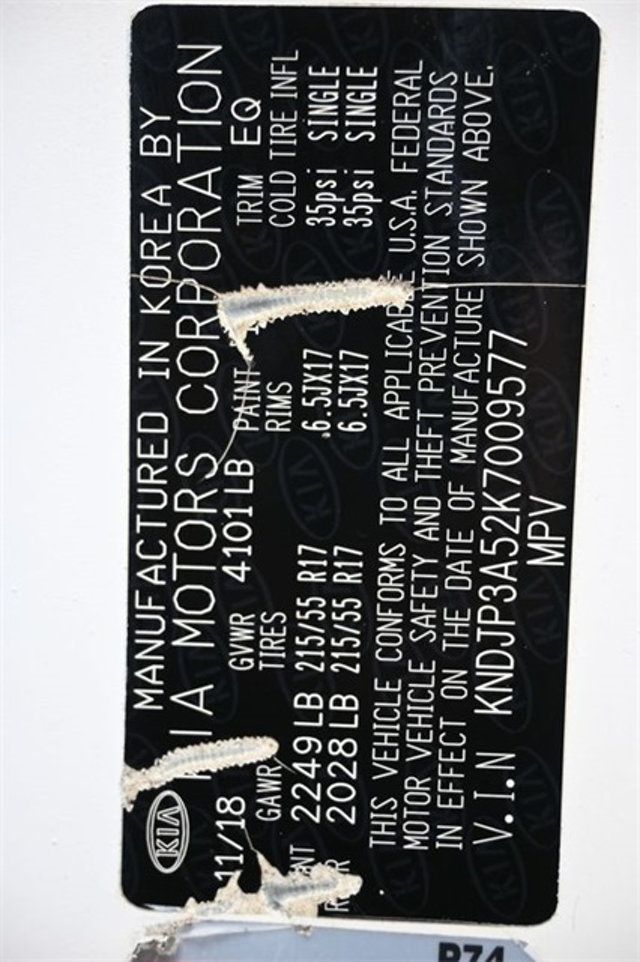 MANUFACTURED IN KOREA BY
KIA KIA MOTORS CORPORATION
11/18 GVWR 4101LB PAINT TRIM EQ
GAWR TIRES RIMS COLD TIRE INFL
2249LB 215/55 R17 6.5JX17 35psi SINGLE
2028LB 215/55 R17 6.5JX17 35psi SINGLE
THIS VEHICLE CONFORMS TO ALL APPLICABLE U.S.A. FEDERAL
MOTOR VEHICLE SAFETY AND THEFT PREVENTION STANDARDS
IN EFFECT ON THE DATE OF MANUFACTURE SHOWN ABOVE.
V.I.N KNDJP3A52K7009577
MPV